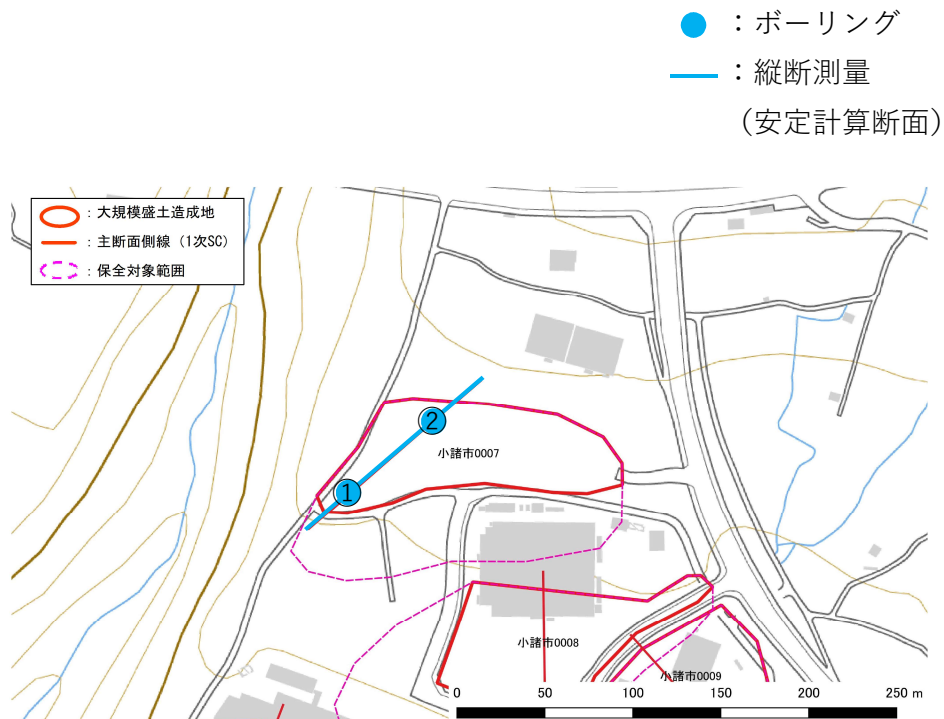 ：ボーリング
：縦断測量
（安定計算断面）
：大規模盛土造成地
：主断面側線（1次SC）
：保全対象範囲
2
小諸市0007
1
小諸市0008
小諸市0009
0 50 100 150 200 250 m